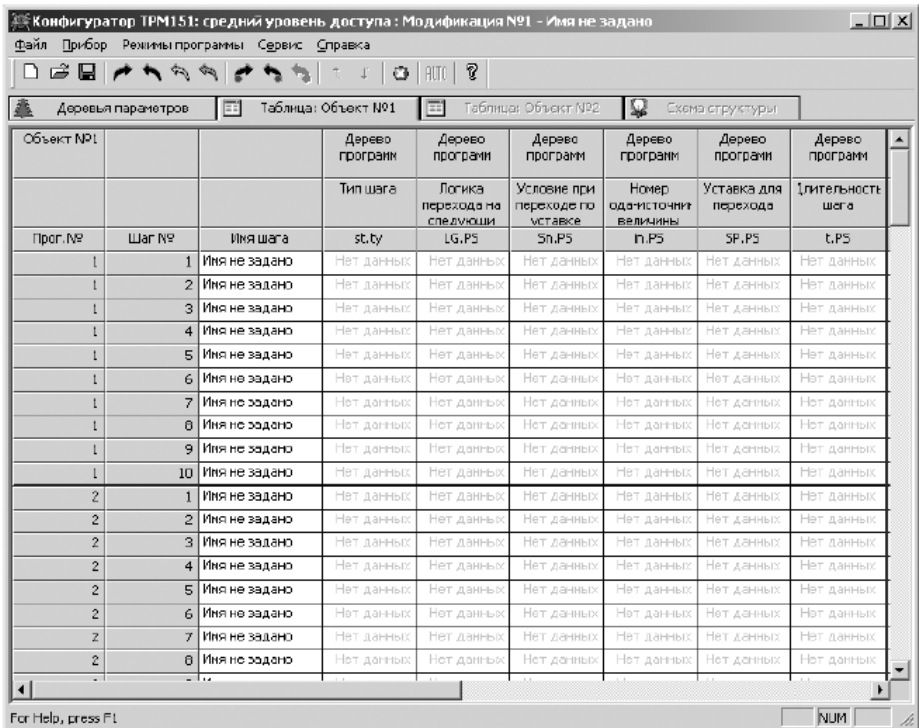 Конфигуратор ТРМ151: средний уровень доступа : Модификация №1 - Имя не задано
Файл Прибор Режимы программы Сервис Справка
AUTO
Деревья параметров Таблица: Объект №1 Таблица: Объект №2 Схема структуры
Объект №1 Дерево программ Дерево программ Дерево программ Дерево программ Дерево программ Дерево программ
Тип шага Логика перехода на следующи Условие при переходе по уставке Номер ода-источник величины Уставка для перехода Длительность шага
Прог.№ Шаг № Имя шага st.ty LG.PS Sn.PS in.PS SP.PS t.PS
1 1 Имя не задано Нет данных Нет данных Нет данных Нет данных Нет данных Нет данных
1 2 Имя не задано Нет данных Нет данных Нет данных Нет данных Нет данных Нет данных
1 3 Имя не задано Нет данных Нет данных Нет данных Нет данных Нет данных Нет данных
1 4 Имя не задано Нет данных Нет данных Нет данных Нет данных Нет данных Нет данных
1 5 Имя не задано Нет данных Нет данных Нет данных Нет данных Нет данных Нет данных
1 6 Имя не задано Нет данных Нет данных Нет данных Нет данных Нет данных Нет данных
1 7 Имя не задано Нет данных Нет данных Нет данных Нет данных Нет данных Нет данных
1 8 Имя не задано Нет данных Нет данных Нет данных Нет данных Нет данных Нет данных
1 9 Имя не задано Нет данных Нет данных Нет данных Нет данных Нет данных Нет данных
1 10 Имя не задано Нет данных Нет данных Нет данных Нет данных Нет данных Нет данных
2 1 Имя не задано Нет данных Нет данных Нет данных Нет данных Нет данных Нет данных
2 2 Имя не задано Нет данных Нет данных Нет данных Нет данных Нет данных Нет данных
2 3 Имя не задано Нет данных Нет данных Нет данных Нет данных Нет данных Нет данных
2 4 Имя не задано Нет данных Нет данных Нет данных Нет данных Нет данных Нет данных
2 5 Имя не задано Нет данных Нет данных Нет данных Нет данных Нет данных Нет данных
2 6 Имя не задано Нет данных Нет данных Нет данных Нет данных Нет данных Нет данных
2 7 Имя не задано Нет данных Нет данных Нет данных Нет данных Нет данных Нет данных
2 8 Имя не задано Нет данных Нет данных Нет данных Нет данных Нет данных Нет данных
For Help, press F1 NUM